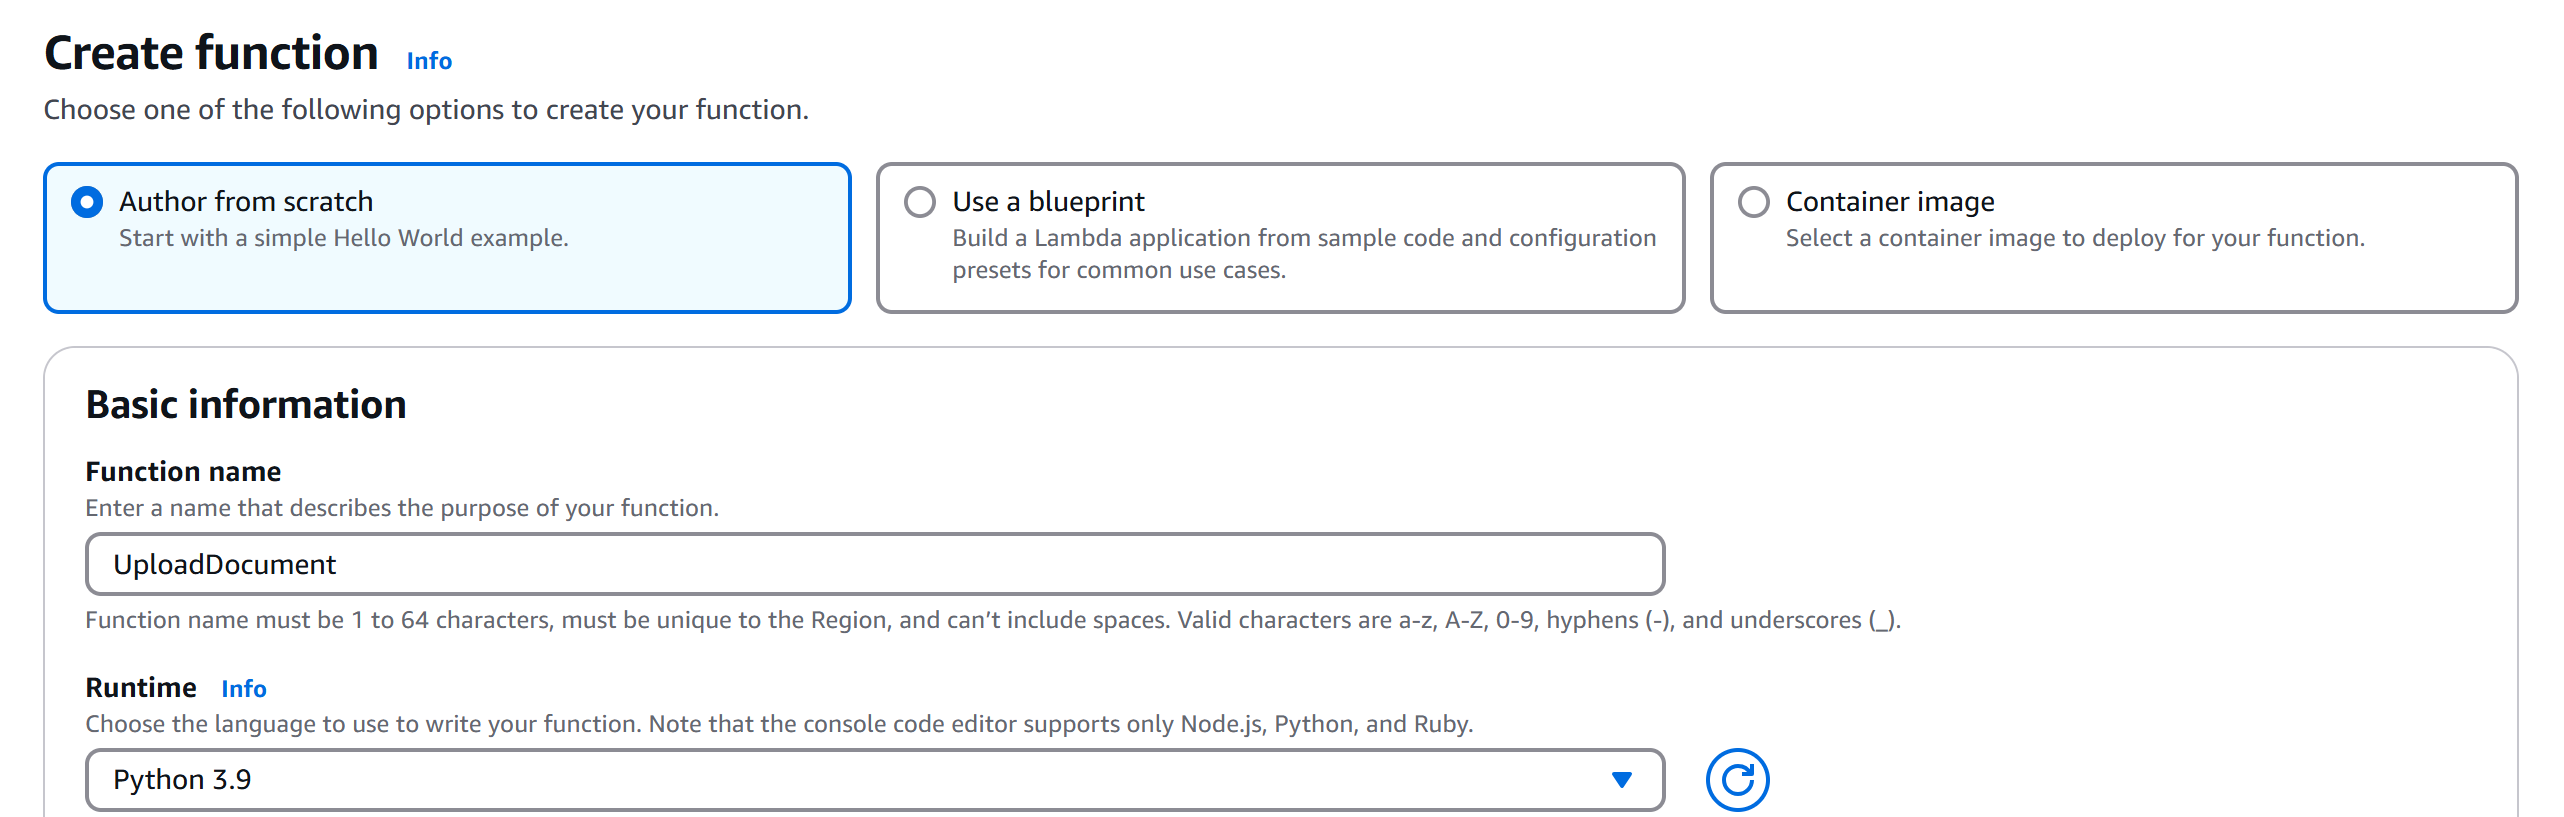 Create function Info
Choose one of the following options to create your function.
Author from scratch
Start with a simple Hello World example.
Use a blueprint
Build a Lambda application from sample code and configuration
presets for common use cases.
Container image
Select a container image to deploy for your function.
Basic information
Function name
Enter a name that describes the purpose of your function.
UploadDocument
Function name must be 1 to 64 characters, must be unique to the Region, and can’t include spaces. Valid characters are a-z, A-Z, 0-9, hyphens (-), and underscores (_).
Runtime Info
Choose the language to use to write your function. Note that the console code editor supports only Node.js, Python, and Ruby.
Python 3.9